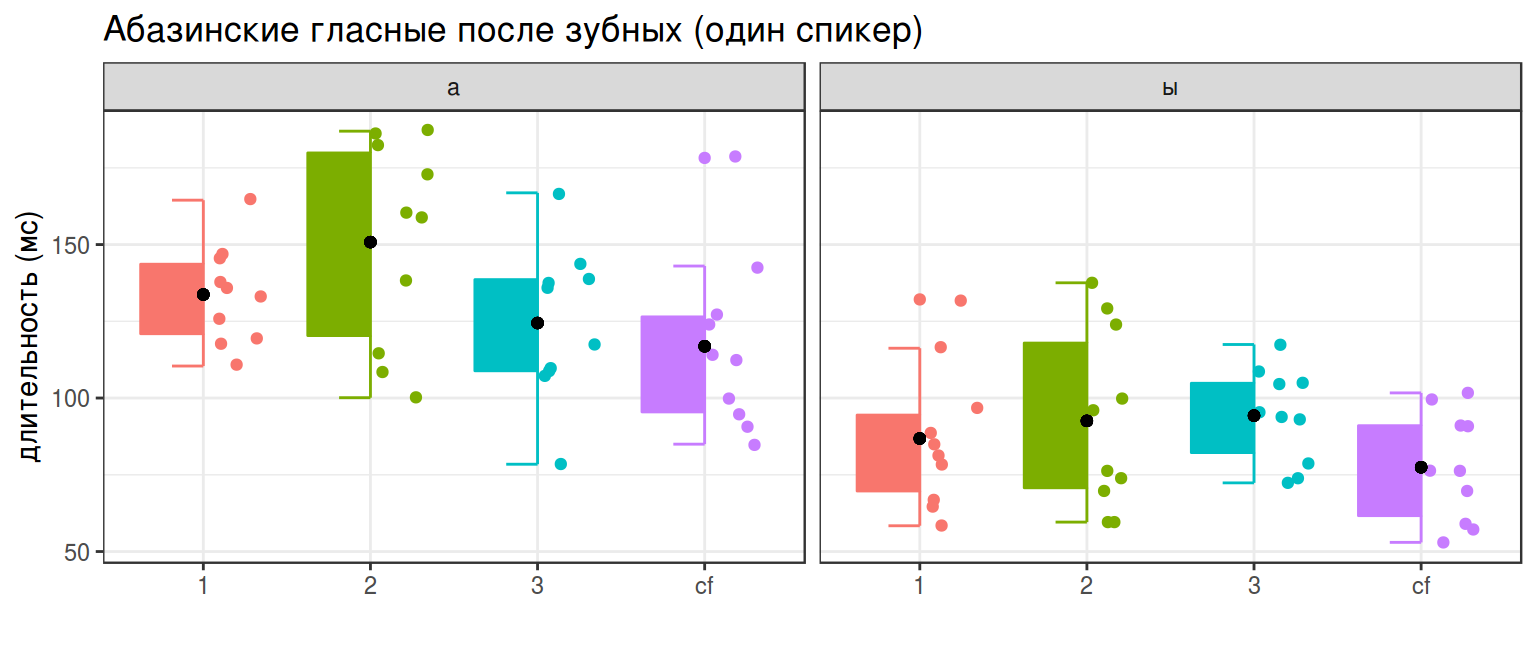 Абазинские гласные после зубных (один спикер)
а ы
длительность (мс)
150
100
50
1 2 3 cf 1 2 3 cf